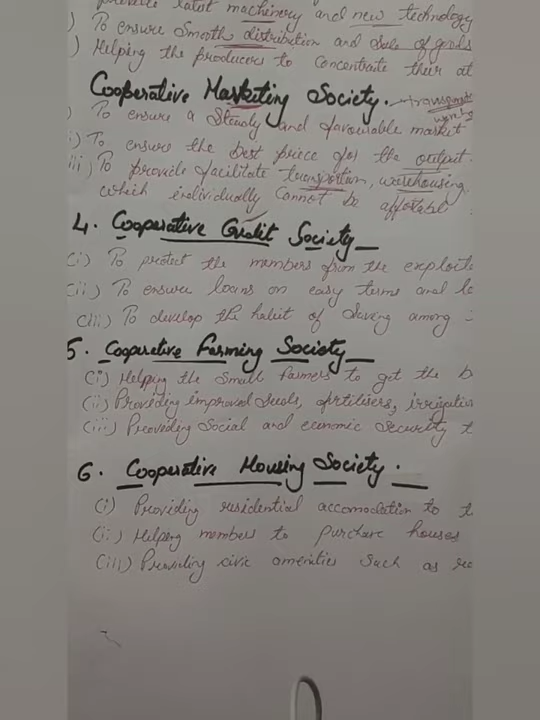 latest machinery and new technology
) To ensure Smooth distribution and Sale of goods
) Helping the producers to concentrate their at
Cooperative Marketing Society.
) To ensure a Steady and favourable market
i) To ensure the best price for the output.
iii) To provide facilitate transportion, warehousing.
which individually cannot be affortable
4. Cooperative Credit Society
(i) To protect the members from the exploita
(ii) To ensure loans on easy terms and lo
(iii) To develop the habit of Saving among
5. Cooperative Farming Society
(i) Helping the Small farmers to get the b
(ii) Providing improved Seeds, fertilisers, irrigation
(iii) Providing Social and economic Security t
6. Cooperative Housing Society.
(i) Providing residential accomodation to t
(ii) Helping members to purchase houses
(iii) Providing civic amenities such as